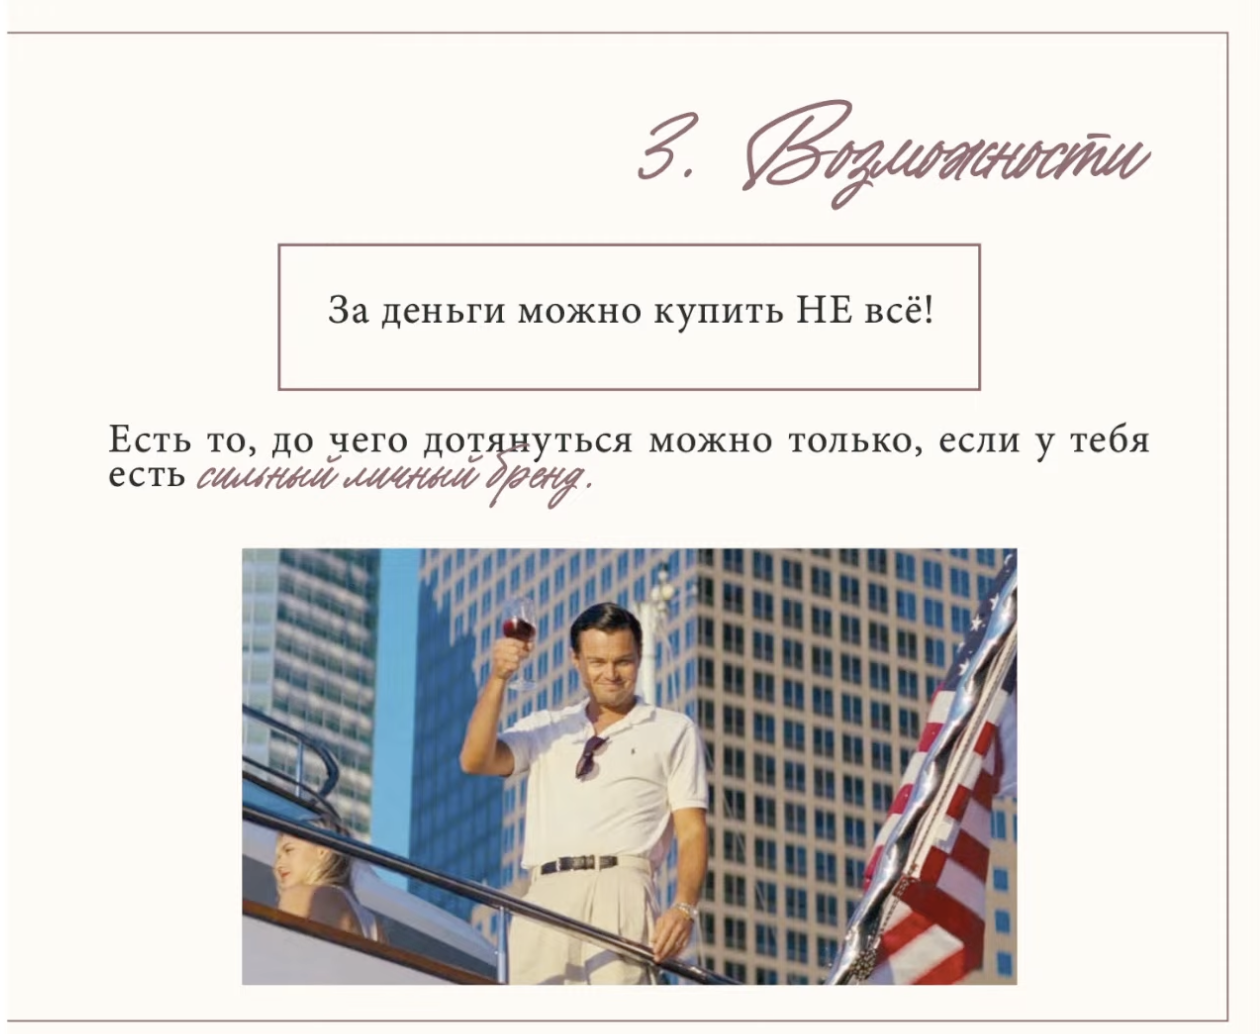 3. Возможности
За деньги можно купить НЕ всё!
Есть то, до чего дотянуться можно только, если у тебя
есть сильный личный бренд.